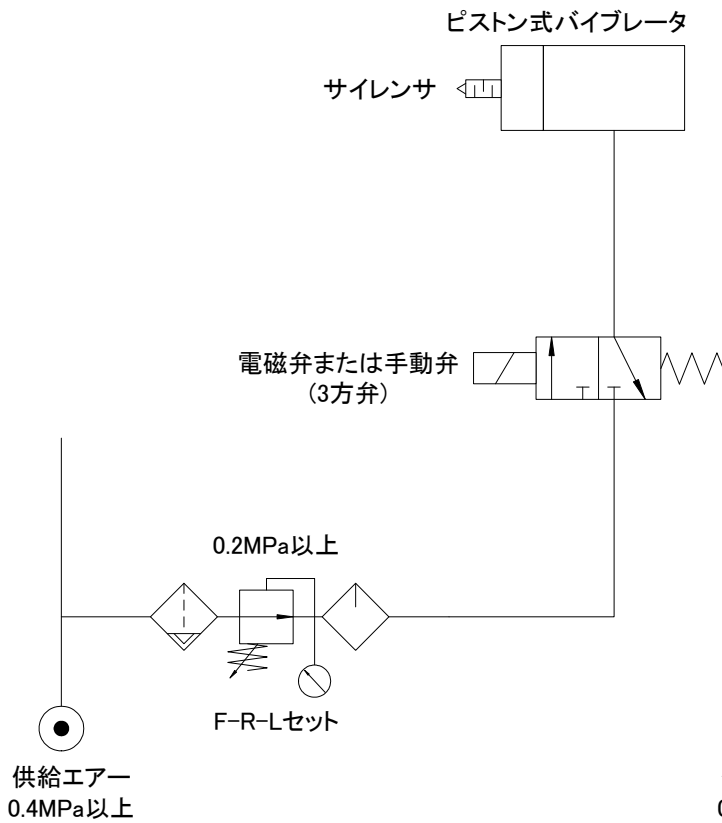 ピストン式バイブレータ
サイレンサ
電磁弁または手動弁
(3方弁)
0.2MPa以上
F-R-Lセット
供給エアー
0.4MPa以上